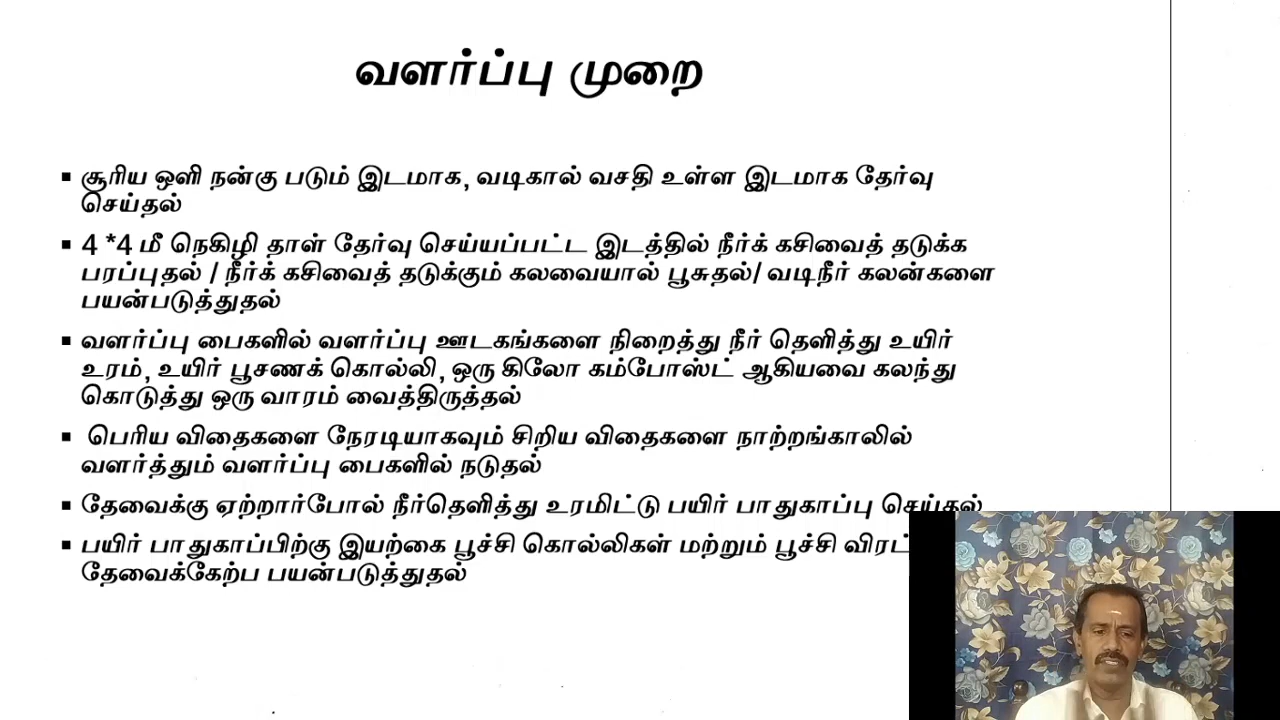 வளர்ப்பு முறை
▪ சூரிய ஒளி நன்கு படும் இடமாக, வடிகால் வசதி உள்ள இடமாக தேர்வு
செய்தல்
▪ 4 *4 மீ நெகிழி தாள் தேர்வு செய்யப்பட்ட இடத்தில் நீர்க் கசிவைத் தடுக்க
பரப்புதல் / நீர்க் கசிவைத் தடுக்கும் கலவையால் பூசுதல்/ வடிநீர் கலன்களை
பயன்படுத்துதல்
▪ வளர்ப்பு பைகளில் வளர்ப்பு ஊடகங்களை நிறைத்து நீர் தெளித்து உயிர்
உரம், உயிர் பூசணக் கொல்லி, ஒரு கிலோ கம்போஸ்ட் ஆகியவை கலந்து
கொடுத்து ஒரு வாரம் வைத்திருத்தல்
▪ பெரிய விதைகளை நேரடியாகவும் சிறிய விதைகளை நாற்றங்காலில்
வளர்த்தும் வளர்ப்பு பைகளில் நடுதல்
▪ தேவைக்கு ஏற்றார்போல் நீர்தெளித்து உரமிட்டு பயிர் பாதுகாப்பு செய்தல்
▪ பயிர் பாதுகாப்பிற்கு இயற்கை பூச்சி கொல்லிகள் மற்றும் பூச்சி
தேவைக்கேற்ப பயன்படுத்துதல்